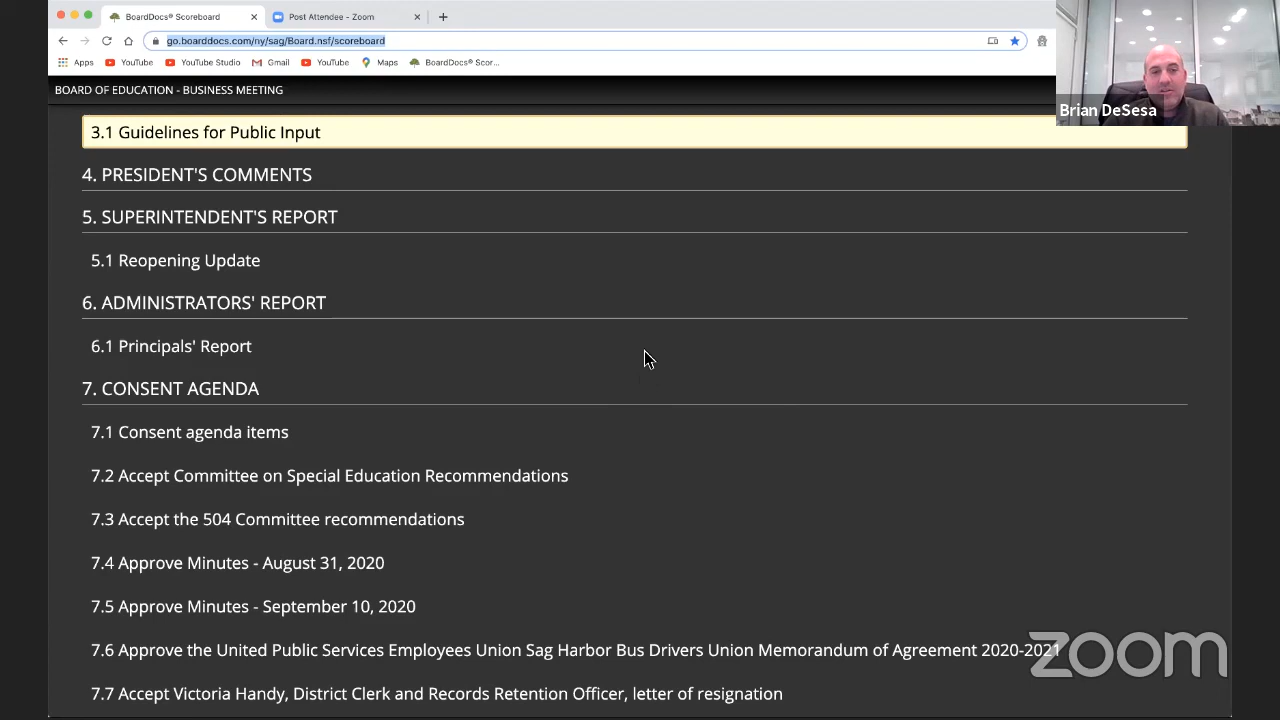 BoardDocs® Scoreboard
Post Attendee - Zoom
go.boarddocs.com/ny/sag/Board.nsf/scoreboard
Apps YouTube YouTube Studio Gmail YouTube Maps BoardDocs® Scor...
BOARD OF EDUCATION - BUSINESS MEETING
Brian DeSesa
3.1 Guidelines for Public Input
4. PRESIDENT'S COMMENTS
5. SUPERINTENDENT'S REPORT
5.1 Reopening Update
6. ADMINISTRATORS' REPORT
6.1 Principals' Report
7. CONSENT AGENDA
7.1 Consent agenda items
7.2 Accept Committee on Special Education Recommendations
7.3 Accept the 504 Committee recommendations
7.4 Approve Minutes - August 31, 2020
7.5 Approve Minutes - September 10, 2020
7.6 Approve the United Public Services Employees Union Sag Harbor Bus Drivers Union Memorandum of Agreement 2020-2021
zoom
7.7 Accept Victoria Handy, District Clerk and Records Retention Officer, letter of resignation